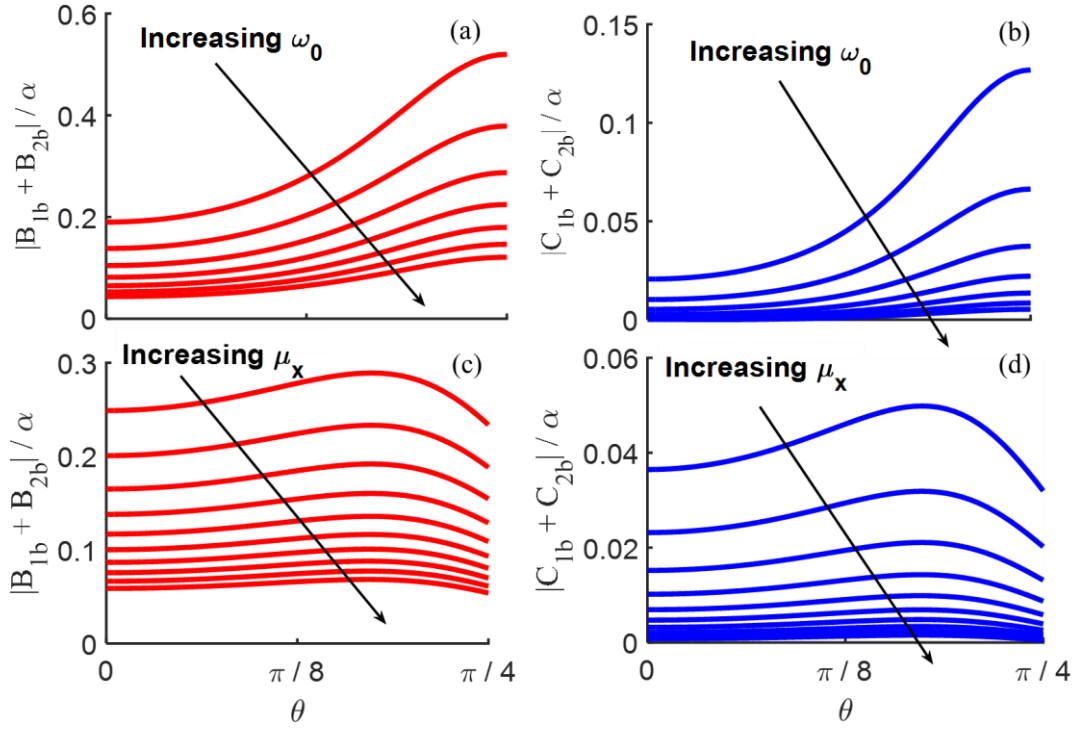 (a)
Increasing ω₀
|B₁b + B₂b| / α
0.6
0.4
0.2
0
(b)
Increasing ω₀
|C₁b + C₂b| / α
0.15
0.1
0.05
0
(c)
Increasing μₓ
|B₁b + B₂b| / α
0.3
0.2
0.1
0
0
π / 8
π / 4
θ
(d)
Increasing μₓ
|C₁b + C₂b| / α
0.06
0.04
0.02
0
0
π / 8
π / 4
θ